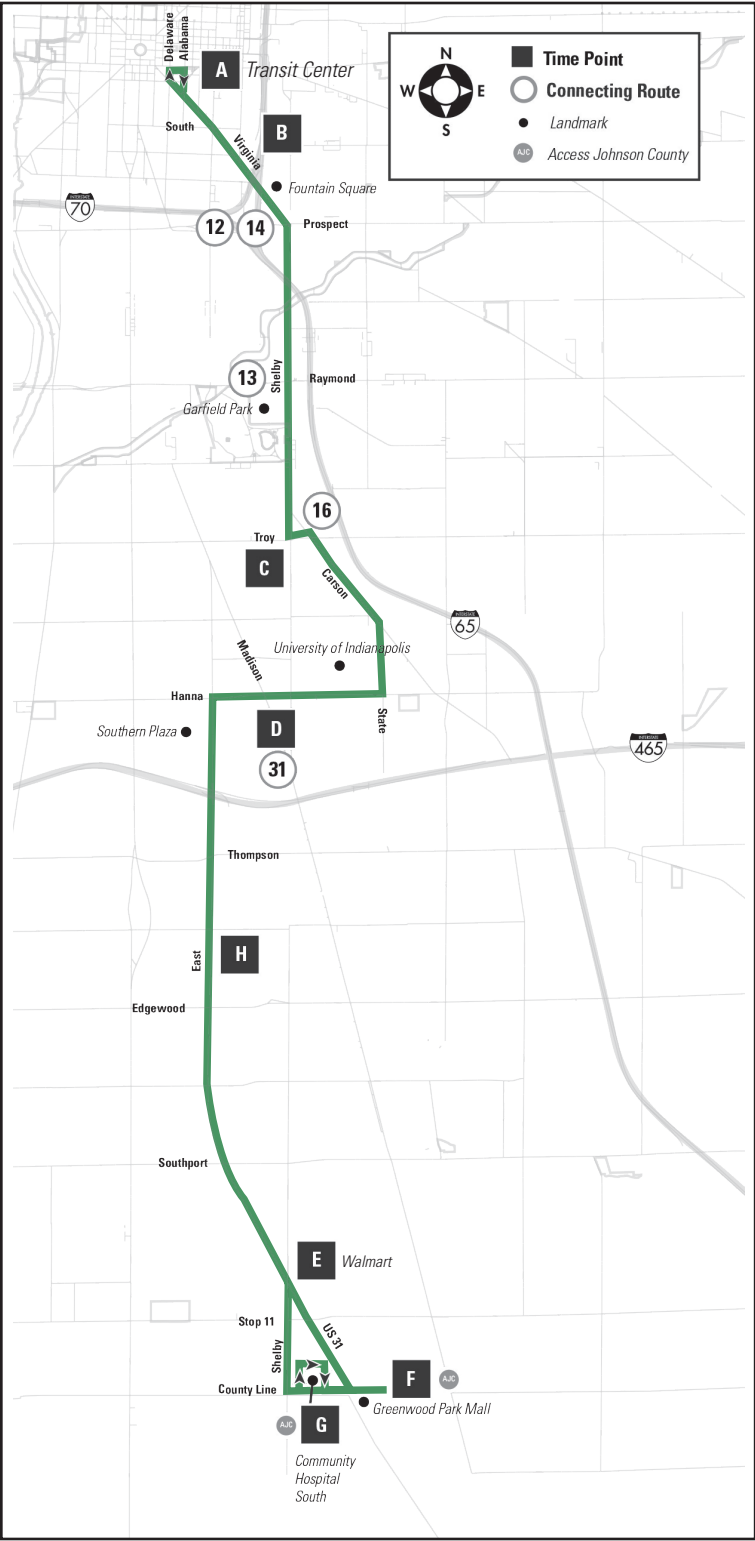 Delaware
Alabama
A
Transit Center
N
W
E
S
Time Point
Connecting Route
Landmark
AJC
Access Johnson County
South
Virginia
B
Fountain Square
INTERSTATE
70
12
14
Prospect
13
Shelby
Raymond
Garfield Park
16
Troy
C
Carson
INTERSTATE
65
Madison
University of Indianapolis
Hanna
State
Southern Plaza
D
31
INTERSTATE
465
Thompson
East
H
Edgewood
Southport
E
Walmart
Stop 11
US 31
Shelby
County Line
F
AJC
Greenwood Park Mall
AJC
G
Community
Hospital
South